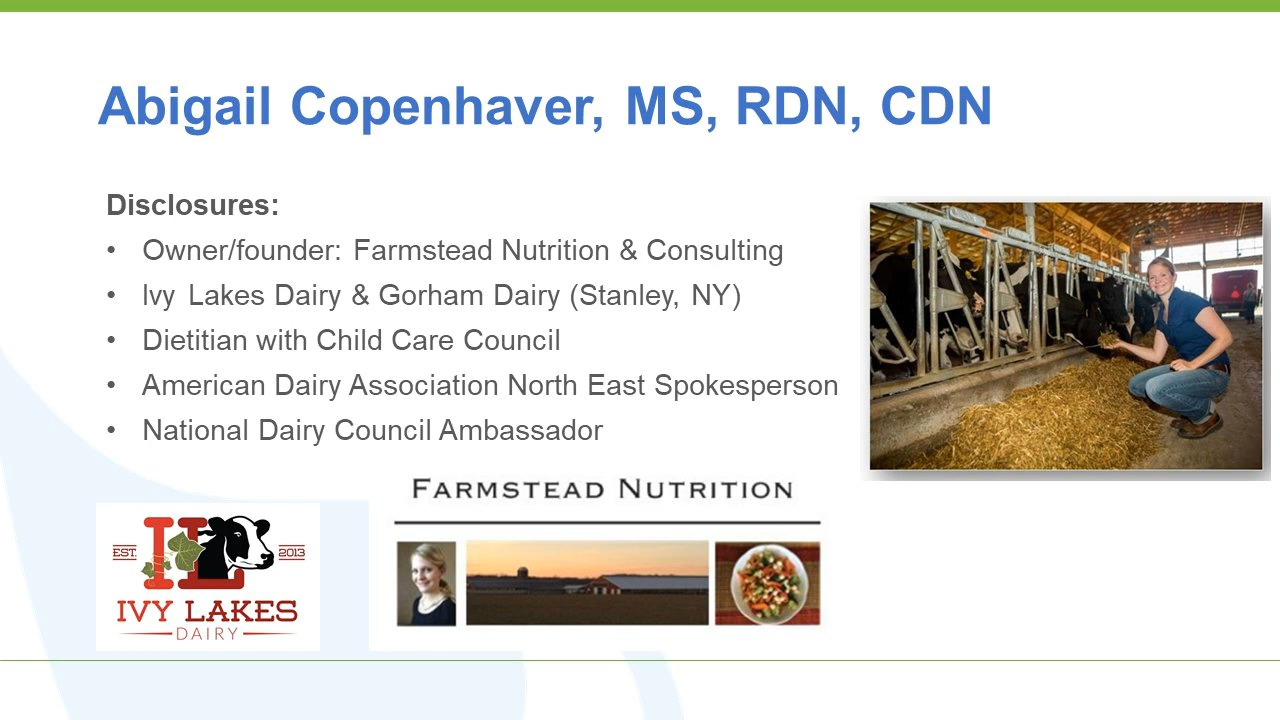 Abigail Copenhaver, MS, RDN, CDN
Disclosures:
• Owner/founder: Farmstead Nutrition & Consulting
• Ivy Lakes Dairy & Gorham Dairy (Stanley, NY)
• Dietitian with Child Care Council
• American Dairy Association North East Spokesperson
• National Dairy Council Ambassador
FARMSTEAD NUTRITION
IL
EST. 2013
IVY LAKES
DAIRY